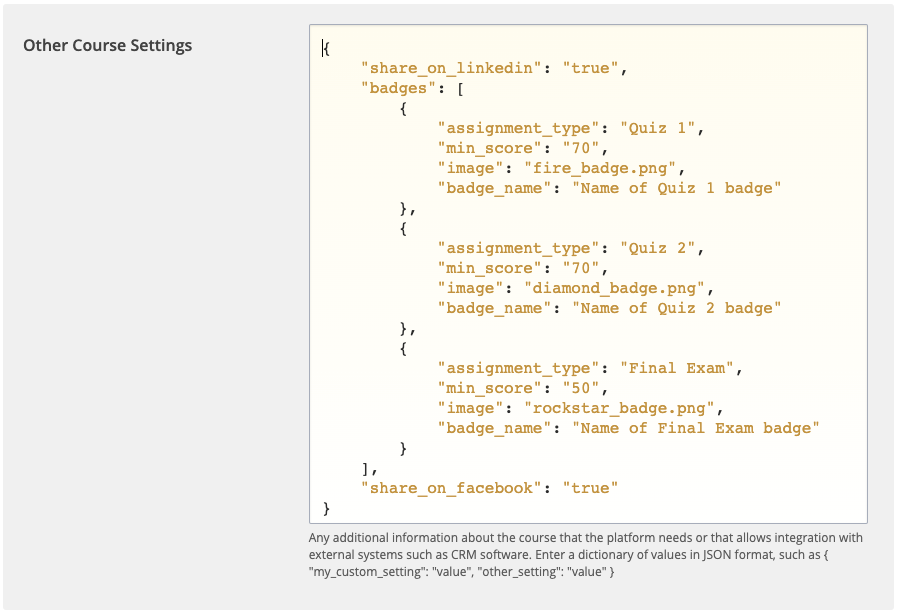 Other Course Settings
{
"share_on_linkedin": "true",
"badges": [
{
"assignment_type": "Quiz 1",
"min_score": "70",
"image": "fire_badge.png",
"badge_name": "Name of Quiz 1 badge"
},
{
"assignment_type": "Quiz 2",
"min_score": "70",
"image": "diamond_badge.png",
"badge_name": "Name of Quiz 2 badge"
},
{
"assignment_type": "Final Exam",
"min_score": "50",
"image": "rockstar_badge.png",
"badge_name": "Name of Final Exam badge"
}
],
"share_on_facebook": "true"
}
Any additional information about the course that the platform needs or that allows integration with
external systems such as CRM software. Enter a dictionary of values in JSON format, such as {
"my_custom_setting": "value", "other_setting": "value" }